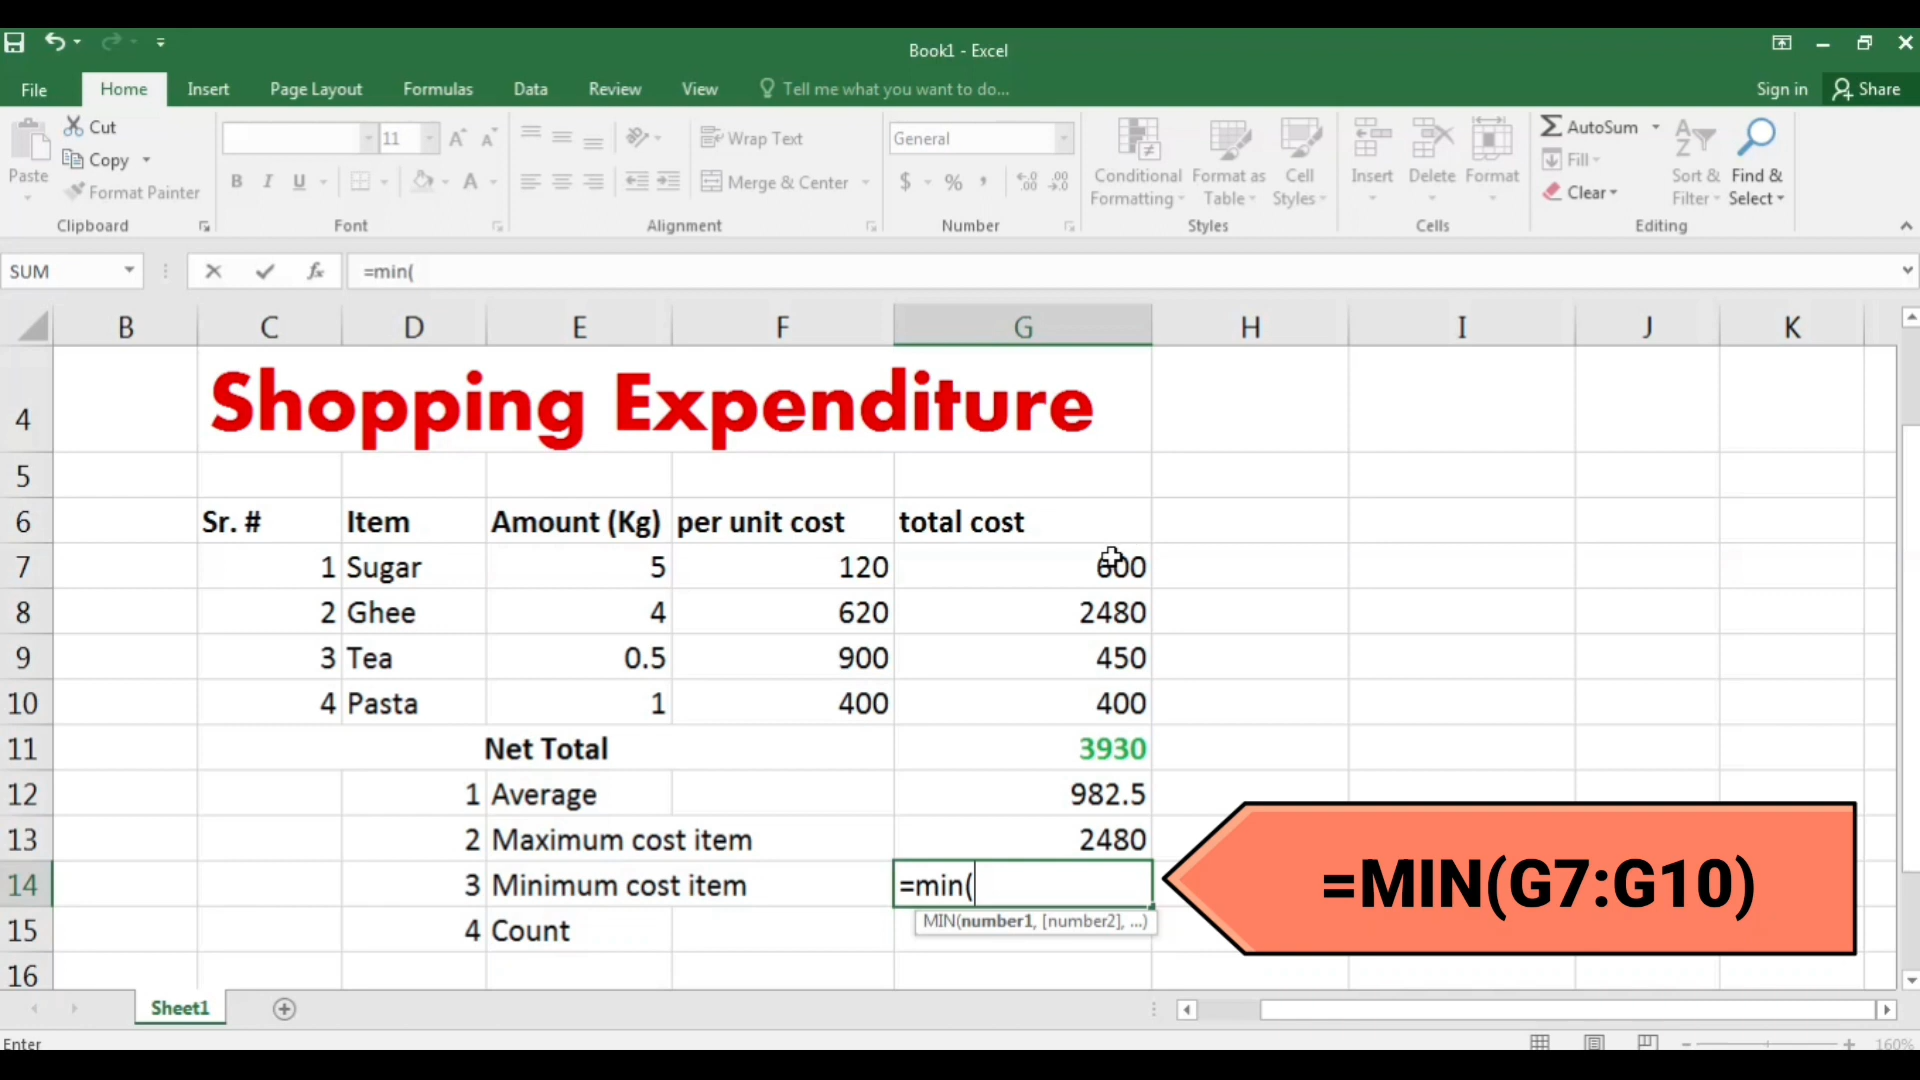 Book1 - Excel
File Home Insert Page Layout Formulas Data Review View Tell me what you want to do... Sign in Share
Paste
Cut
Copy
Format Painter
Clipboard
11
B I U A
Font
Wrap Text
Merge & Center
Alignment
General
$ % ,
Number
Conditional Formatting
Format as Table
Cell Styles
Styles
Insert
Delete
Format
Cells
AutoSum
Fill
Clear
Sort & Filter
Find & Select
Editing
SUM fx =min(
B C D E F G H I J K
4 Shopping Expenditure
5
6 Sr. # Item Amount (Kg) per unit cost total cost
7 1 Sugar 5 120 600
8 2 Ghee 4 620 2480
9 3 Tea 0.5 900 450
10 4 Pasta 1 400 400
11 Net Total 3930
12 1 Average 982.5
13 2 Maximum cost item 2480
14 3 Minimum cost item =min(
MIN(number1, [number2], ...)
=MIN(G7:G10)
15 4 Count
16
Sheet1
Enter 160%